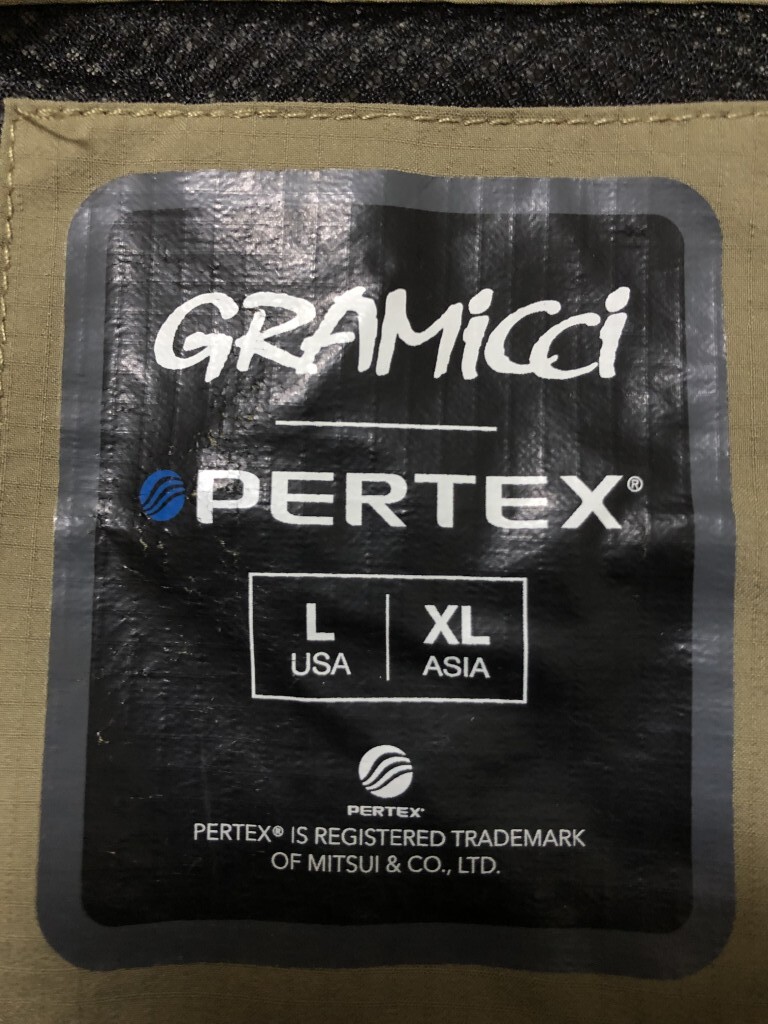 GRAMiCCi
PERTEX®
L XL
USA ASIA
PERTEX®
PERTEX® IS REGISTERED TRADEMARK
OF MITSUI & CO., LTD.